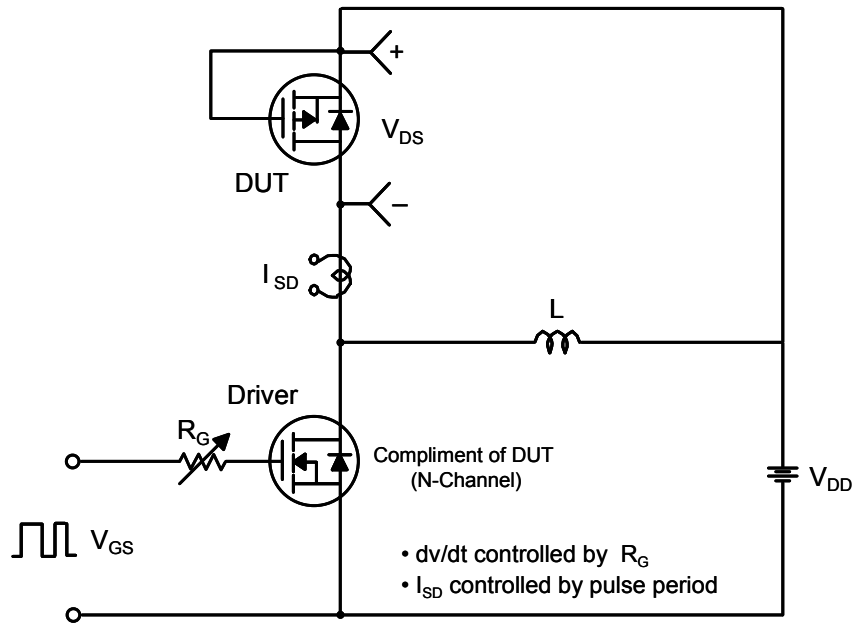 +
V_DS
DUT
−
I_SD
L
Driver
R_G
Compliment of DUT
(N-Channel)
V_DD
V_GS
• dv/dt controlled by R_G
• I_SD controlled by pulse period